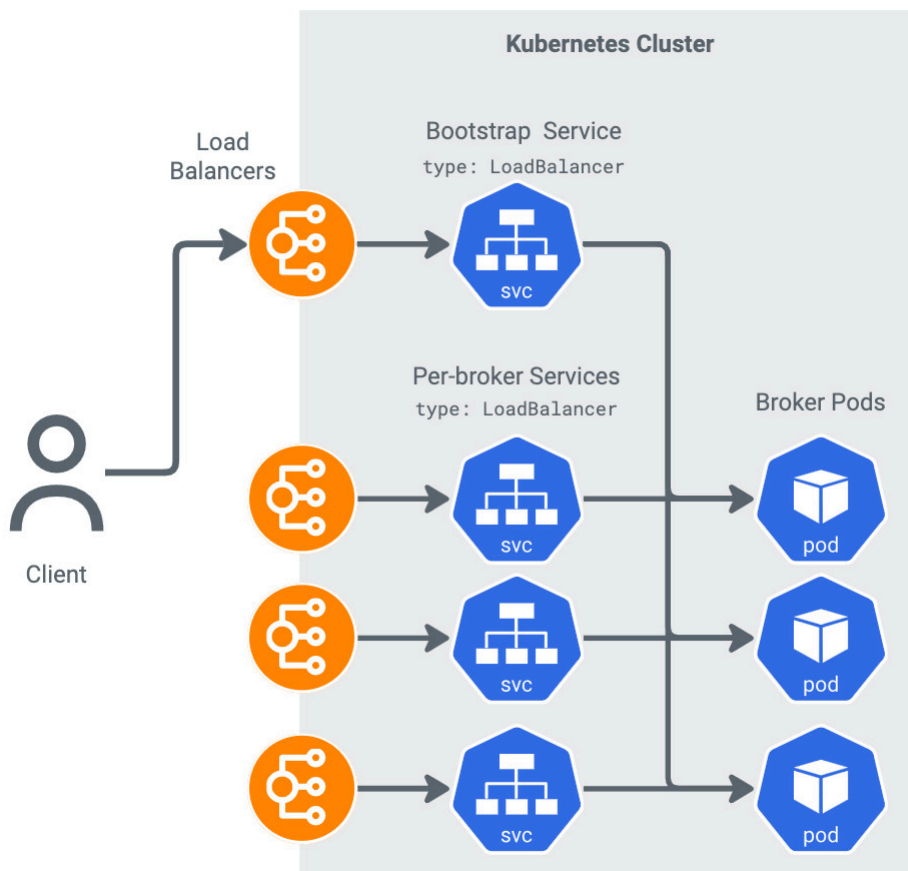 Kubernetes Cluster
Load
Balancers
Bootstrap Service
type: LoadBalancer
svc
Per-broker Services
type: LoadBalancer
Broker Pods
svc
pod
Client
svc
pod
svc
pod